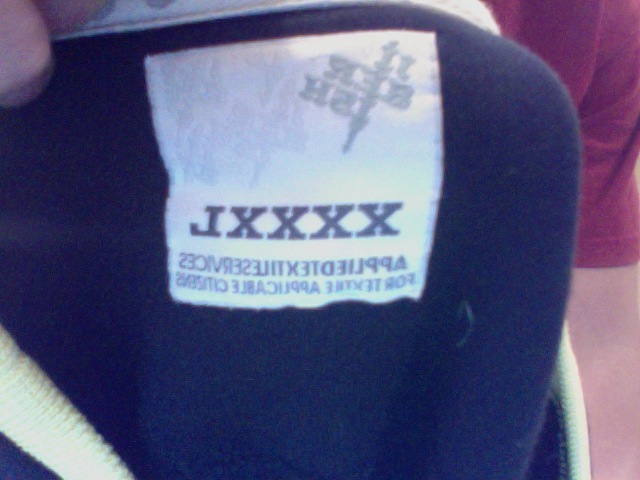 XXXXL
APPLIEDTEXTILESERVICES
FOR TEXTILE APPLICABLE CITIZENS